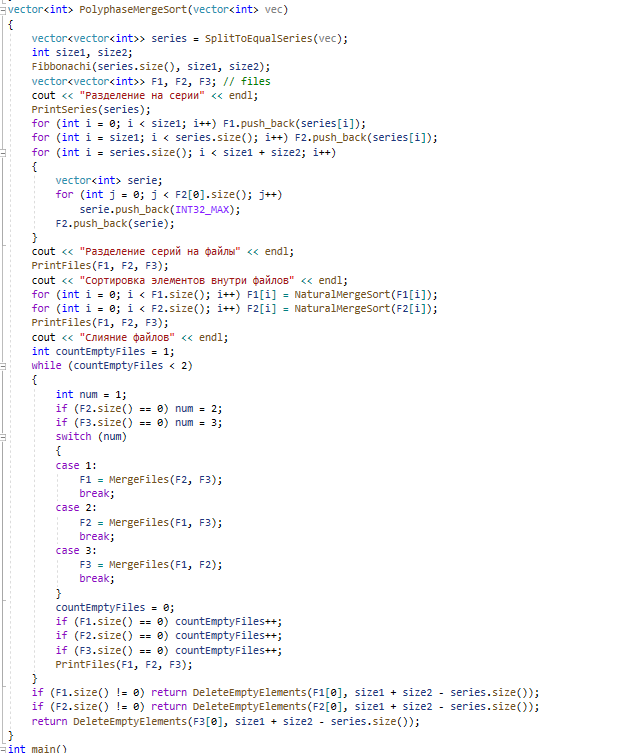 vector<int> PolyphaseMergeSort(vector<int> vec)
{
vector<vector<int>> series = SplitToEqualSeries(vec);
int size1, size2;
Fibbonachi(series.size(), size1, size2);
vector<vector<int>> F1, F2, F3; // files
cout << "Разделение на серии" << endl;
PrintSeries(series);
for (int i = 0; i < size1; i++) F1.push_back(series[i]);
for (int i = size1; i < series.size(); i++) F2.push_back(series[i]);
for (int i = series.size(); i < size1 + size2; i++)
{
vector<int> serie;
for (int j = 0; j < F2[0].size(); j++)
serie.push_back(INT32_MAX);
F2.push_back(serie);
}
cout << "Разделение серий на файлы" << endl;
PrintFiles(F1, F2, F3);
cout << "Сортировка элементов внутри файлов" << endl;
for (int i = 0; i < F1.size(); i++) F1[i] = NaturalMergeSort(F1[i]);
for (int i = 0; i < F2.size(); i++) F2[i] = NaturalMergeSort(F2[i]);
PrintFiles(F1, F2, F3);
cout << "Слияние файлов" << endl;
int countEmptyFiles = 1;
while (countEmptyFiles < 2)
{
int num = 1;
if (F2.size() == 0) num = 2;
if (F3.size() == 0) num = 3;
switch (num)
{
case 1:
F1 = MergeFiles(F2, F3);
break;
case 2:
F2 = MergeFiles(F1, F3);
break;
case 3:
F3 = MergeFiles(F1, F2);
break;
}
countEmptyFiles = 0;
if (F1.size() == 0) countEmptyFiles++;
if (F2.size() == 0) countEmptyFiles++;
if (F3.size() == 0) countEmptyFiles++;
PrintFiles(F1, F2, F3);
}
if (F1.size() != 0) return DeleteEmptyElements(F1[0], size1 + size2 - series.size());
if (F2.size() != 0) return DeleteEmptyElements(F2[0], size1 + size2 - series.size());
return DeleteEmptyElements(F3[0], size1 + size2 - series.size());
}
int main()